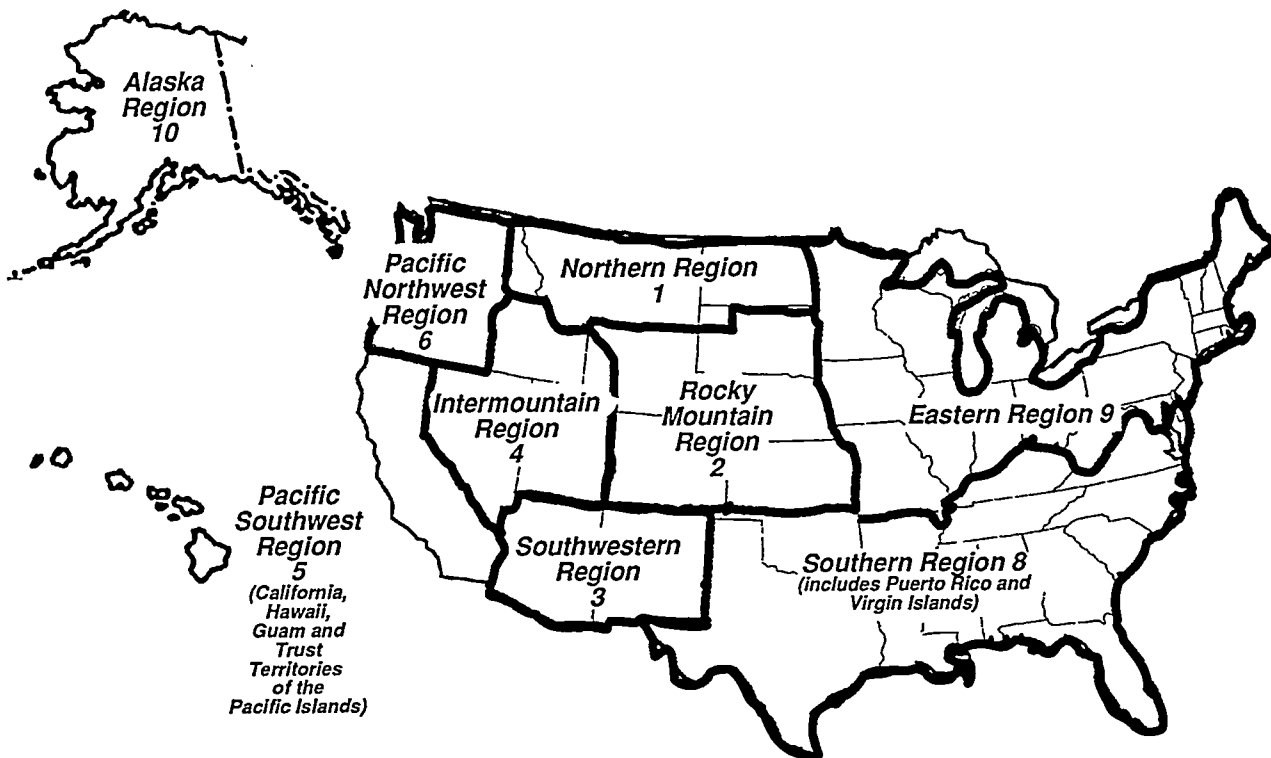 Alaska
Region
10
Pacific
Northwest
Region
6
Northern Region
1
Intermountain
Region
4
Rocky
Mountain
Region
2
Eastern Region 9
Pacific
Southwest
Region
5
(California,
Hawaii,
Guam and
Trust
Territories
of the
Pacific Islands)
Southwestern
Region
3
Southern Region 8
(includes Puerto Rico and
Virgin Islands)